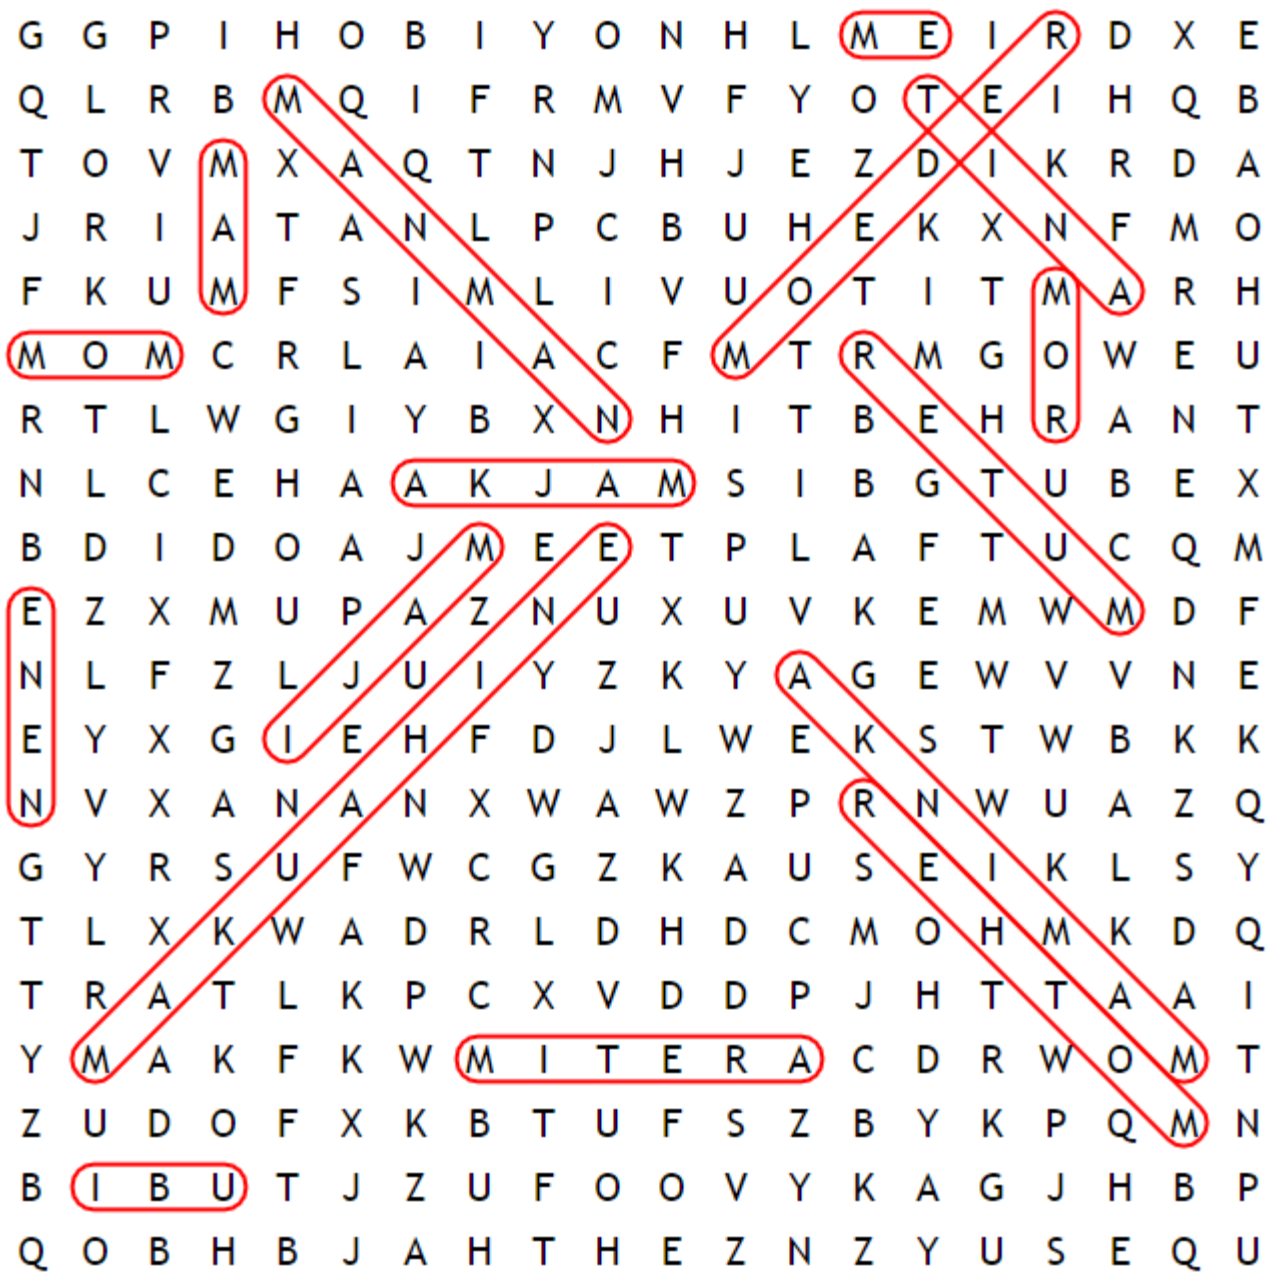 G G P I H O B I Y O N H L M E I R D X E
Q L R B M Q I F R M V F Y O T E I H Q B
T O V M X A Q T N J H J E Z D I K R D A
J R I A T A N L P C B U H E K X N F M O
F K U M F S I M L I V U O T I T M A R H
M O M C R L A I A C F M T R M G O W E U
R T L W G I Y B X N H I T B E H R A N T
N L C E H A A K J A M S I B G T U B E X
B D I D O A J M E E T P L A F T U C Q M
E Z X M U P A Z N U X U V K E M W M D F
N L F Z L J U I Y Z K Y A G E W V V N E
E Y X G I E H F D J L W E K S T W B K K
N V X A N A N X W A W Z P R N W U A Z Q
G Y R S U F W C G Z K A U S E I K L S Y
T L X K W A D R L D H D C M O H M K D Q
T R A T L K P C X V D D P J H T T A A I
Y M A K F K W M I T E R A C D R W O M T
Z U D O F X K B T U F S Z B Y K P Q M N
B I B U T J Z U F O O V Y K A G J H B P
Q O B H B J A H T H E Z N Z Y U S E Q U